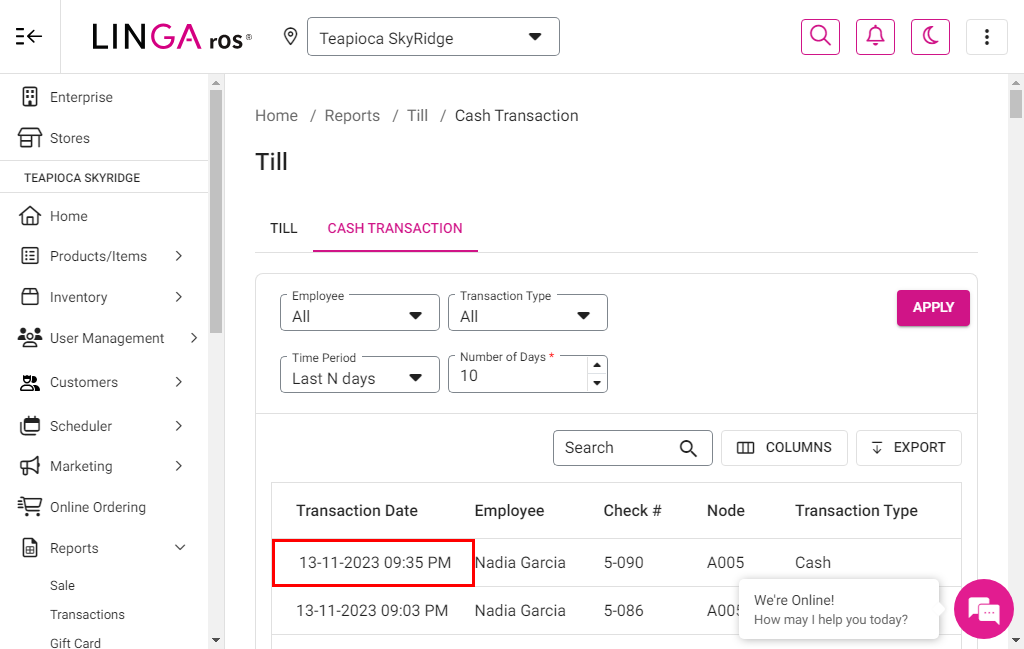 LINGA ros®
Teapioca SkyRidge
Enterprise
Stores
TEAPIOCA SKYRIDGE
Home
Products/Items
Inventory
User Management
Customers
Scheduler
Marketing
Online Ordering
Reports
Sale
Transactions
Gift Card
Home / Reports / Till / Cash Transaction
Till
TILL CASH TRANSACTION
Employee Transaction Type
All All
APPLY
Time Period Number of Days *
Last N days 10
Search COLUMNS EXPORT
Transaction Date Employee Check # Node Transaction Type
13-11-2023 09:35 PM Nadia Garcia 5-090 A005 Cash
13-11-2023 09:03 PM Nadia Garcia 5-086 A005
We're Online!
How may I help you today?